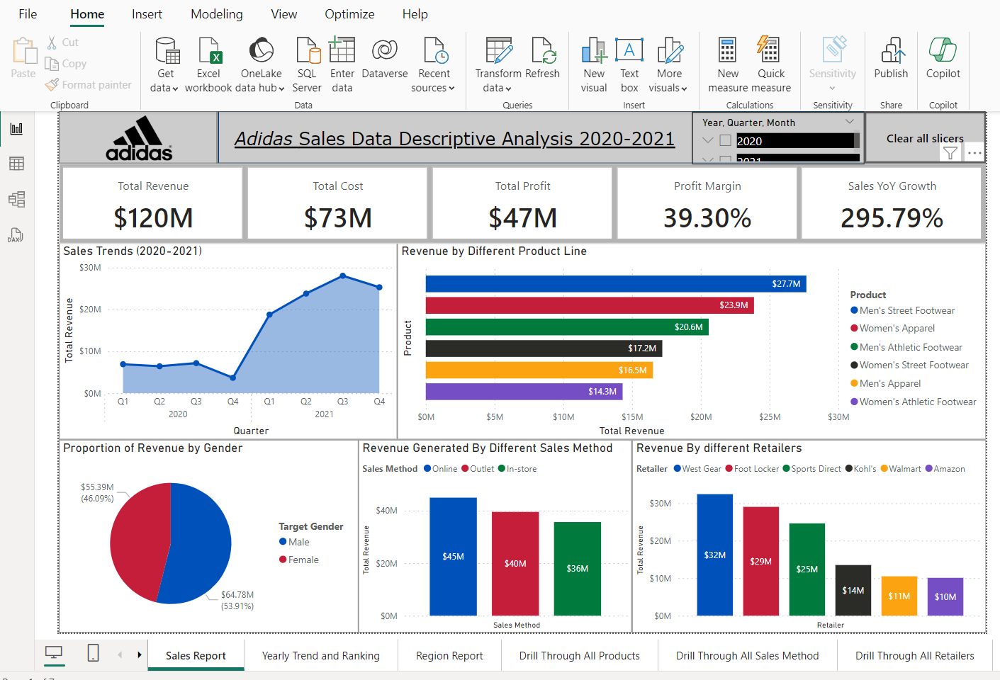 File Home Insert Modeling View Optimize Help
Paste
Cut
Copy
Format painter
Clipboard
Get data
Excel workbook
OneLake data hub
SQL Server
Enter data
Dataverse
Recent sources
Data
Transform data
Refresh
Queries
New visual
Text box
More visuals
Insert
New measure
Quick measure
Calculations
Sensitivity
Sensitivity
Publish
Share
Copilot
Copilot
DAX
adidas
Adidas Sales Data Descriptive Analysis 2020-2021
Year, Quarter, Month
2020
2021
Clear all slicers
Total Revenue
$120M
Total Cost
$73M
Total Profit
$47M
Profit Margin
39.30%
Sales YoY Growth
295.79%
Sales Trends (2020-2021)
Total Revenue
$30M
$20M
$10M
$0M
Q1 Q2 Q3 Q4 Q1 Q2 Q3 Q4
2020 2021
Quarter
Revenue by Different Product Line
Product
$27.7M
$23.9M
$20.6M
$17.2M
$16.5M
$14.3M
$0M $5M $10M $15M $20M $25M $30M
Total Revenue
Product
Men's Street Footwear
Women's Apparel
Men's Athletic Footwear
Women's Street Footwear
Men's Apparel
Women's Athletic Footwear
Proportion of Revenue by Gender
$55.39M
(46.09%)
$64.78M
(53.91%)
Target Gender
Male
Female
Revenue Generated By Different Sales Method
Sales Method Online Outlet In-store
Total Revenue
$40M
$20M
$0M
$45M
$40M
$36M
Sales Method
Revenue By different Retailers
Retailer West Gear Foot Locker Sports Direct Kohl's Walmart Amazon
Total Revenue
$30M
$20M
$10M
$0M
$32M
$29M
$25M
$14M
$11M
$10M
Retailer
Sales Report
Yearly Trend and Ranking
Region Report
Drill Through All Products
Drill Through All Sales Method
Drill Through All Retailers